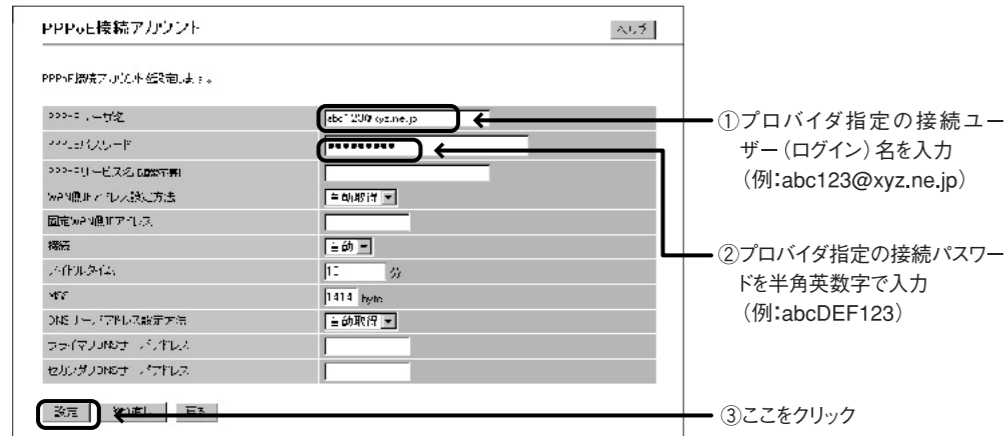 PPPoE接続アカウント
ヘルプ
PPPoE接続アカウントを設定します。
PPPoEユーザ名
abc123@xyz.ne.jp
PPPoEパスワード
●●●●●●●●●
PPPoEサービス名
WAN側IPアドレス設定方法
自動取得
固定WAN側IPアドレス
接続
自動
アイドルタイム
10 分
MSS
1414 byte
DNSサーバアドレス設定方法
自動取得
プライマリDNSサーバアドレス
セカンダリDNSサーバアドレス
設定 戻る
①プロバイダ指定の接続ユー
ザー(ログイン)名を入力
(例:abc123@xyz.ne.jp)
②プロバイダ指定の接続パスワー
ドを半角英数字で入力
(例:abcDEF123)
③ここをクリック